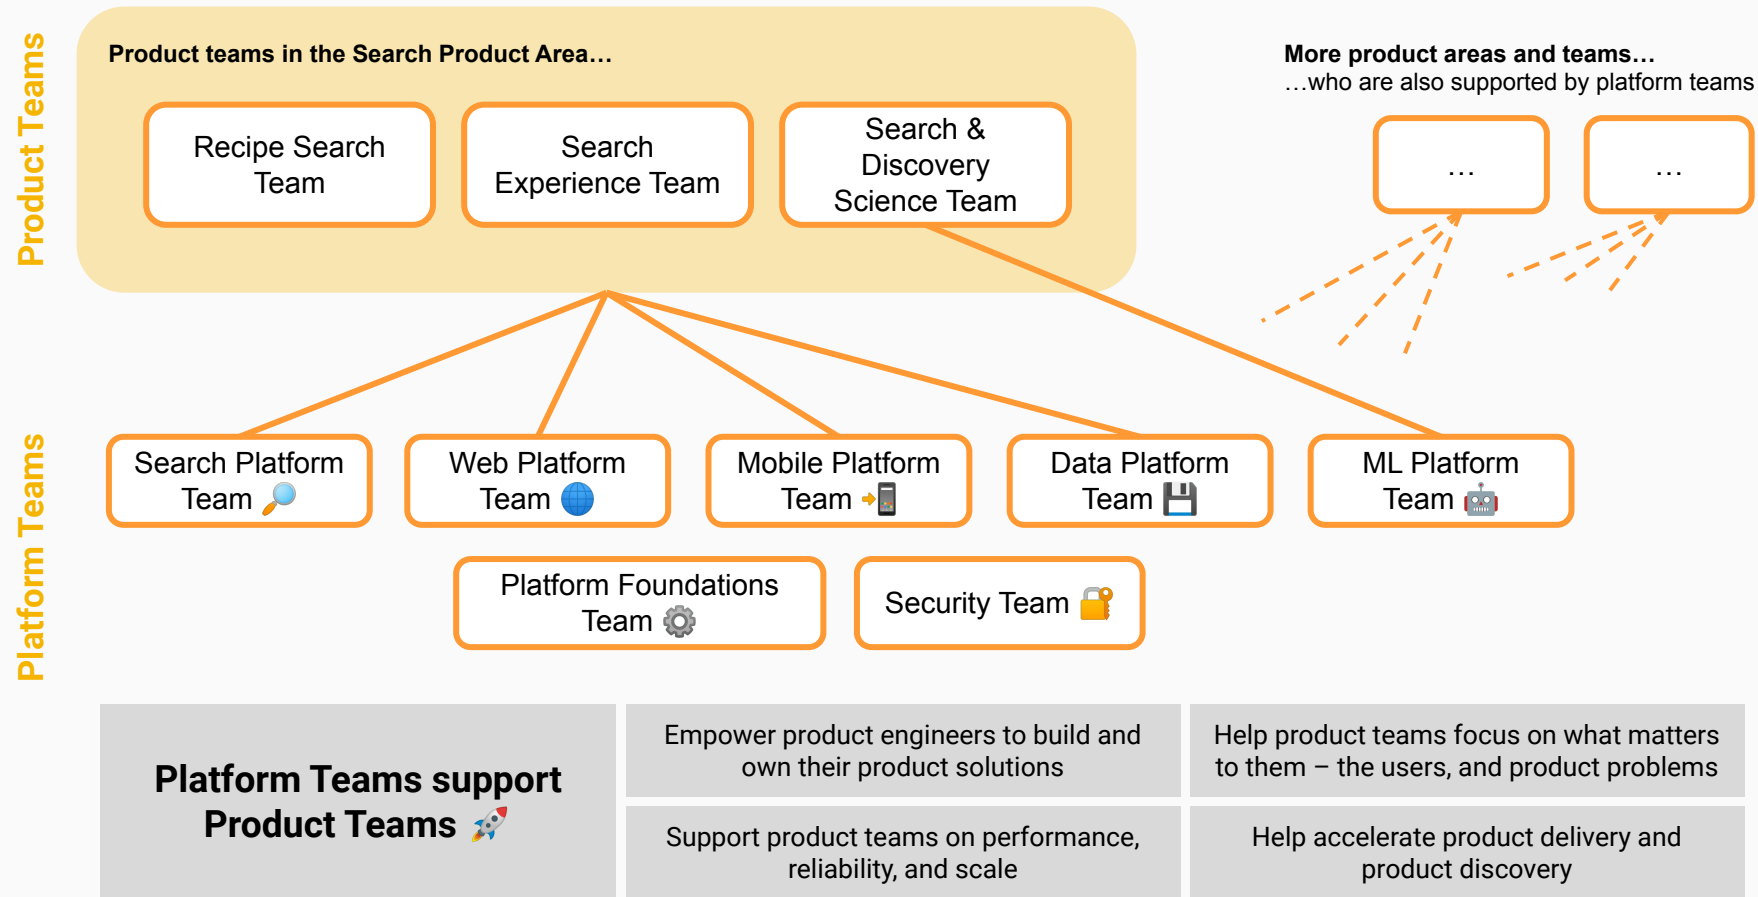 Product Teams
Product teams in the Search Product Area…
Recipe Search
Team
Search
Experience Team
Search &
Discovery
Science Team
More product areas and teams…
…who are also supported by platform teams
…
…
Platform Teams
Search Platform
Team 🔎
Web Platform
Team 🌐
Mobile Platform
Team 📲
Data Platform
Team 💾
ML Platform
Team 🤖
Platform Foundations
Team ⚙️
Security Team 🔐
Platform Teams support
Product Teams 🚀
Empower product engineers to build and
own their product solutions
Help product teams focus on what matters
to them – the users, and product problems
Support product teams on performance,
reliability, and scale
Help accelerate product delivery and
product discovery